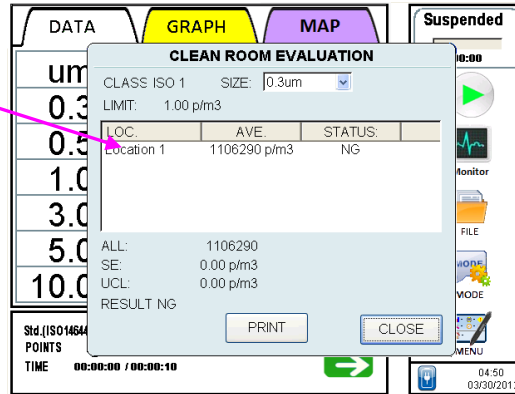 DATA GRAPH MAP
Suspended
CLEAN ROOM EVALUATION
um
CLASS ISO 1 SIZE: 0.3um
LIMIT: 1.00 p/m3
0.3
LOC. AVE. STATUS:
0.5
Location 1 1106290 p/m3 NG
1.0
Monitor
3.0
FILE
5.0
ALL: 1106290
SE: 0.00 p/m3
MODE
10.0
UCL: 0.00 p/m3
MODE
RESULT NG
PRINT CLOSE
POINTS
MENU
TIME 00:00:00 / 00:00:10
04:50